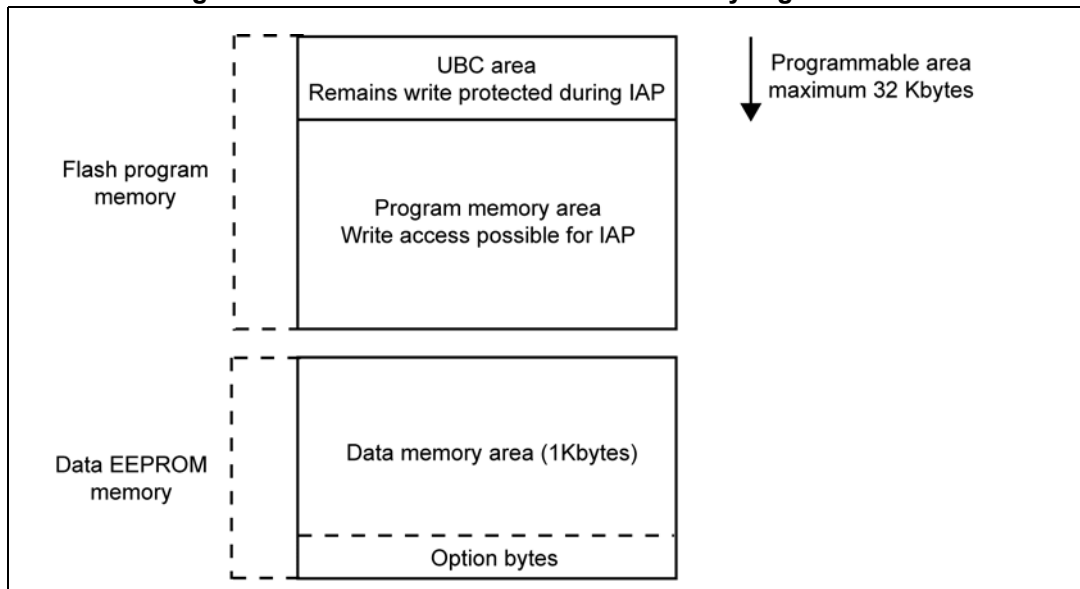 UBC area
Remains write protected during IAP
Programmable area
maximum 32 Kbytes
Flash program
memory
Program memory area
Write access possible for IAP
Data EEPROM
memory
Data memory area (1Kbytes)
Option bytes